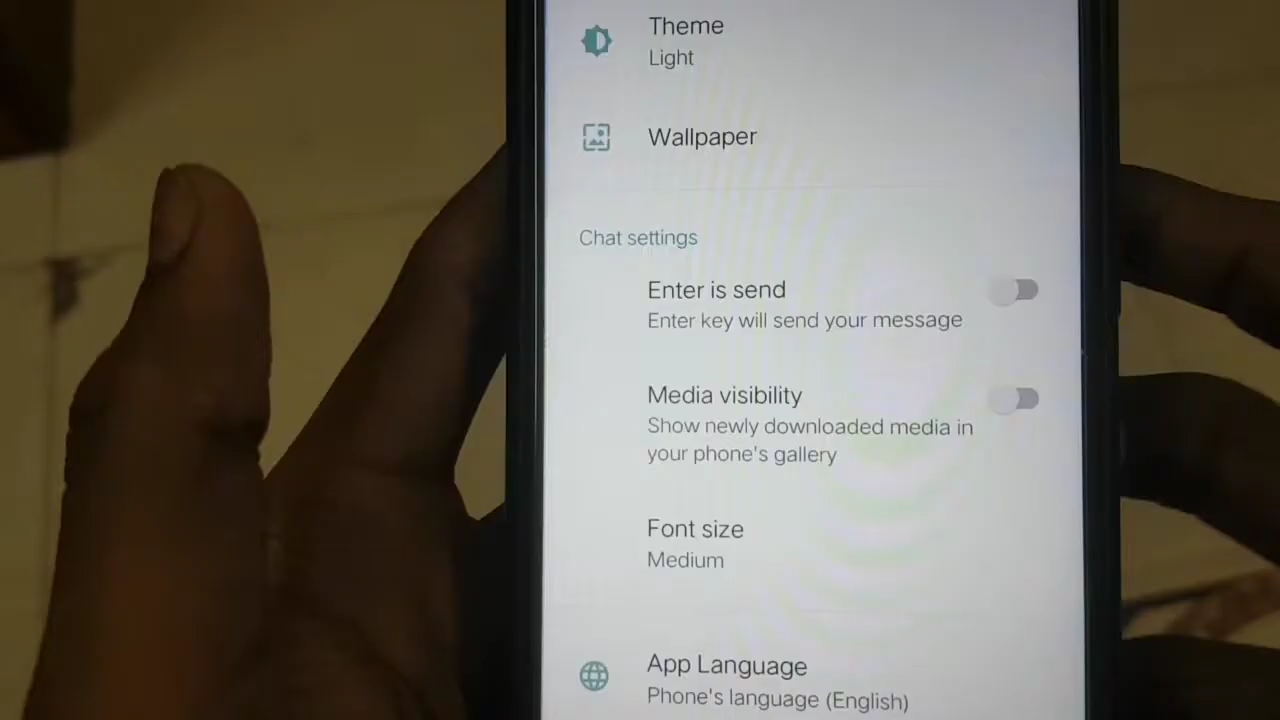 Theme
Light
Wallpaper
Chat settings
Enter is send
Enter key will send your message
Media visibility
Show newly downloaded media in
your phone's gallery
Font size
Medium
App Language
Phone's language (English)